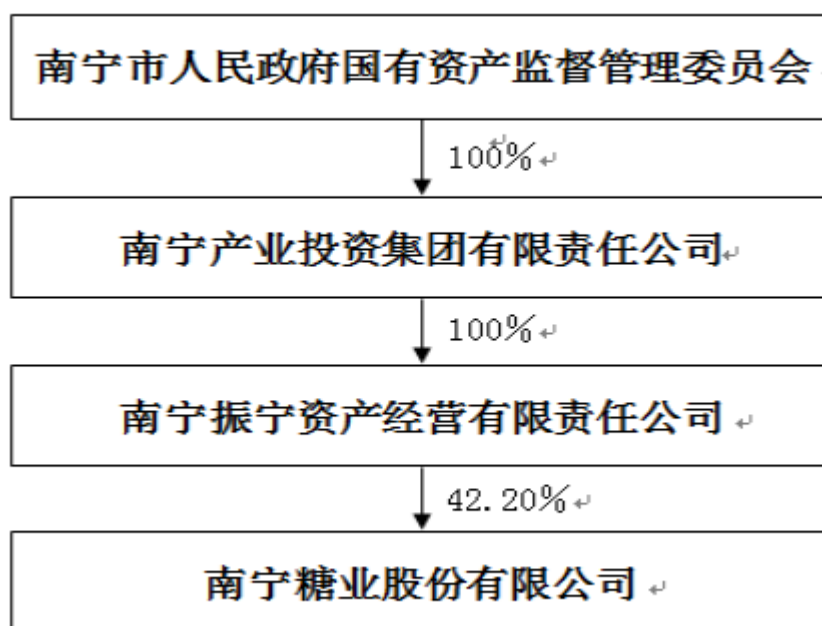 南宁市人民政府国有资产监督管理委员会
100%
南宁产业投资集团有限责任公司
100%
南宁振宁资产经营有限责任公司
42.20%
南宁糖业股份有限公司